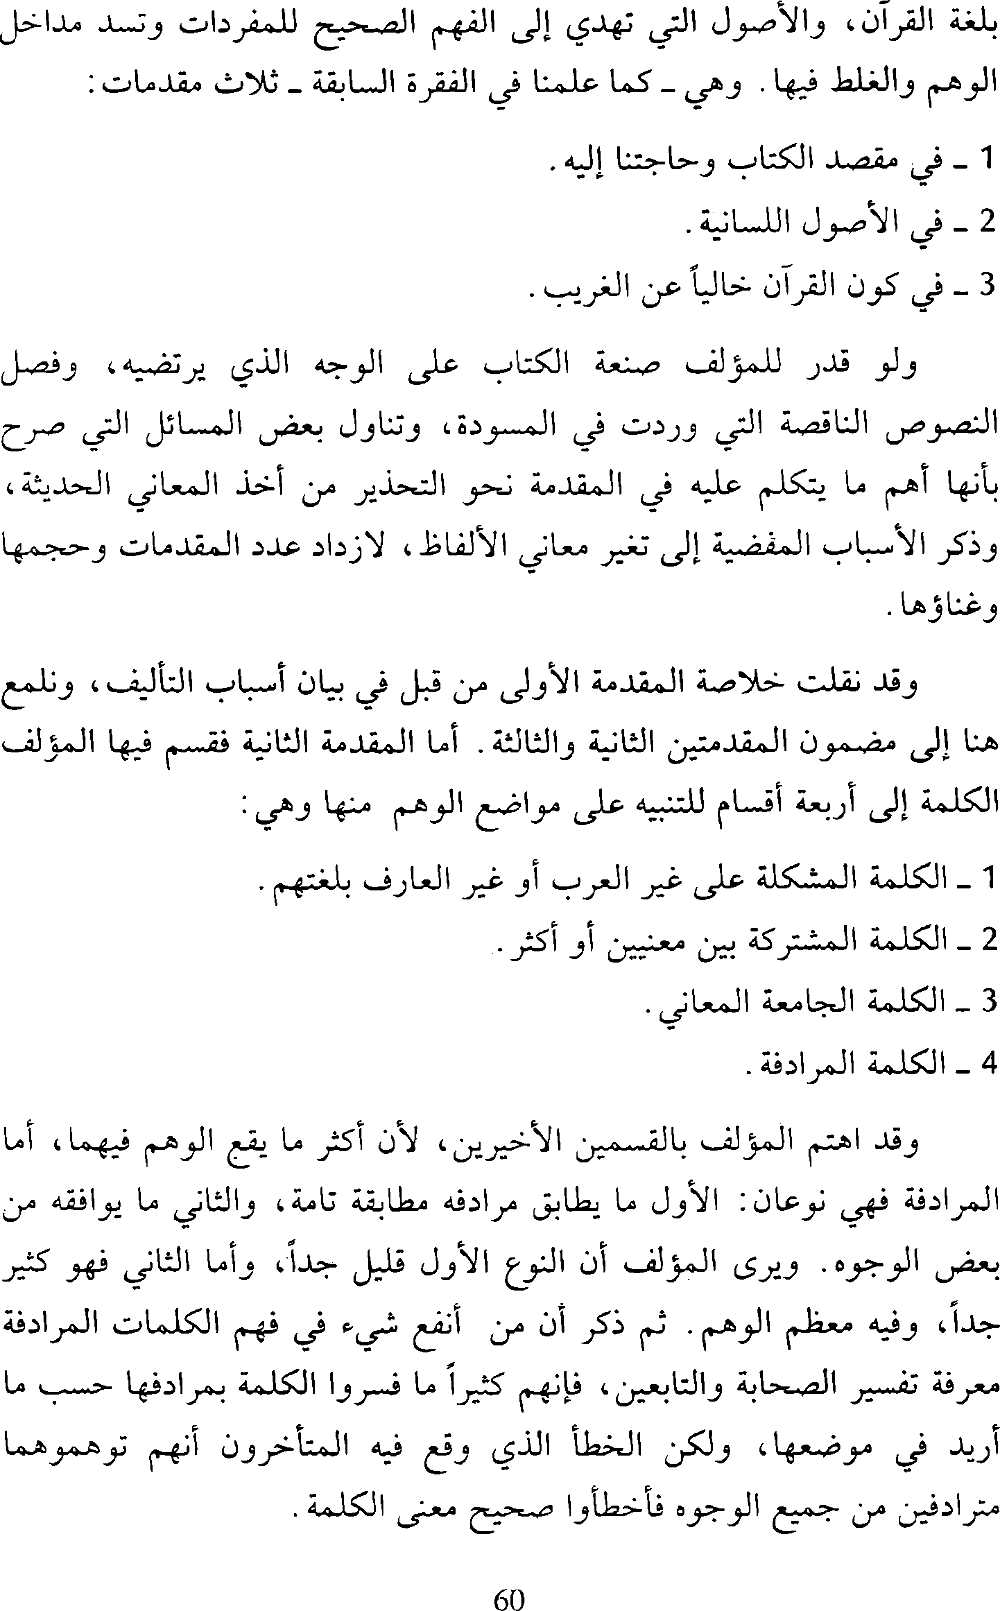 بلغة القرآن، والأصول التي تهدي إلى الفهم الصحيح للمفردات وتسد مداخل
الوهم والغلط فيها. وهي ـ كما علمنا في الفقرة السابقة ـ ثلاث مقدمات:
1 ـ في مقصد الكتاب وحاجتنا إليه.
2 ـ في الأصول اللسانية.
3 ـ في كون القرآن خالياً عن الغريب.
ولو قدر للمؤلف صنعة الكتاب على الوجه الذي يرتضيه، وفصل
النصوص الناقصة التي وردت في المسودة، وتناول بعض المسائل التي صرح
بأنها أهم ما يتكلم عليه في المقدمة نحو التحذير من أخذ المعاني الحديثة،
وذكر الأسباب المفضية إلى تغير معاني الألفاظ، لازداد عدد المقدمات وحجمها
وغناؤها.
وقد نقلت خلاصة المقدمة الأولى من قبل في بيان أسباب التأليف، ونلمع
هنا إلى مضمون المقدمتين الثانية والثالثة. أما المقدمة الثانية فقسم فيها المؤلف
الكلمة إلى أربعة أقسام للتنبيه على مواضع الوهم منها وهي:
1 ـ الكلمة المشكلة على غير العرب أو غير العارف بلغتهم.
2 ـ الكلمة المشتركة بين معنيين أو أكثر.
3 ـ الكلمة الجامعة المعاني.
4 ـ الكلمة المرادفة.
وقد اهتم المؤلف بالقسمين الأخيرين، لأن أكثر ما يقع الوهم فيهما، أما
المرادفة فهي نوعان: الأول ما يطابق مرادفه مطابقة تامة، والثاني ما يوافقه من
بعض الوجوه. ويرى المؤلف أن النوع الأول قليل جداً، وأما الثاني فهو كثير
جداً، وفيه معظم الوهم. ثم ذكر أن من أنفع شيء في فهم الكلمات المرادفة
معرفة تفسير الصحابة والتابعين، فإنهم كثيراً ما فسروا الكلمة بمرادفها حسب ما
أريد في موضعها، ولكن الخطأ الذي وقع فيه المتأخرون أنهم توهموهما
مترادفين من جميع الوجوه فأخطأوا صحيح معنى الكلمة.
60